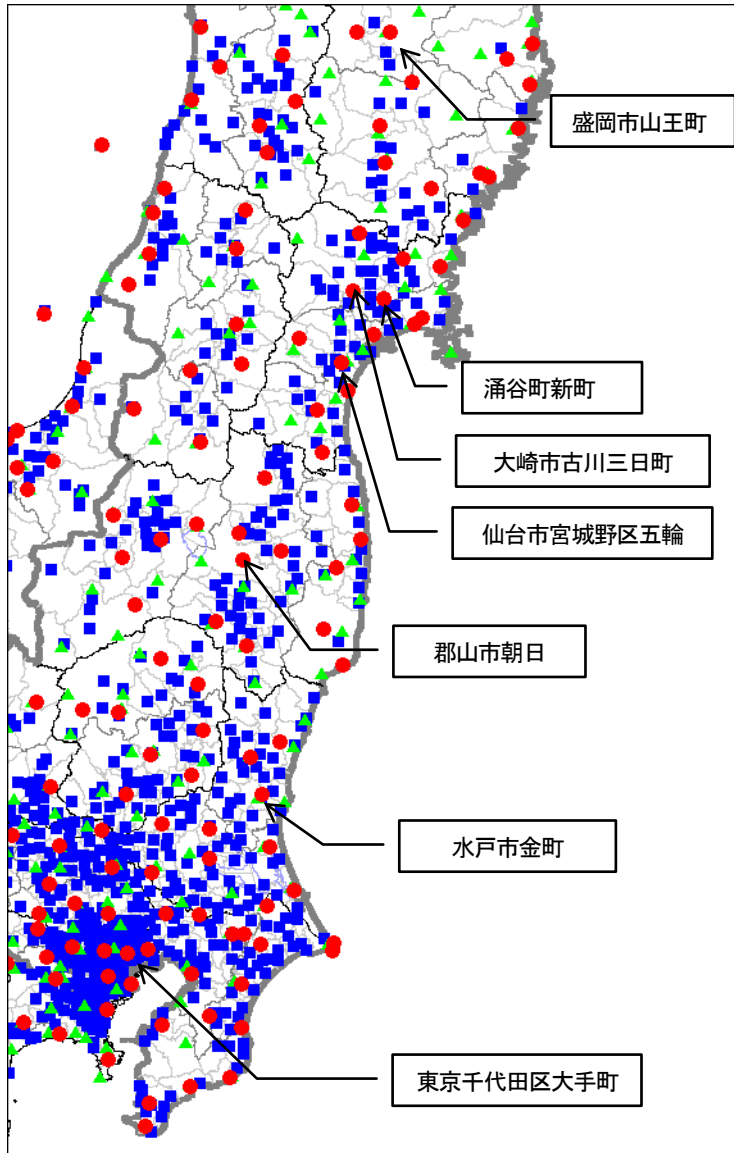 盛岡市山王町
涌谷町新町
大崎市古川三日町
仙台市宮城野区五輪
郡山市朝日
水戸市金町
東京千代田区大手町